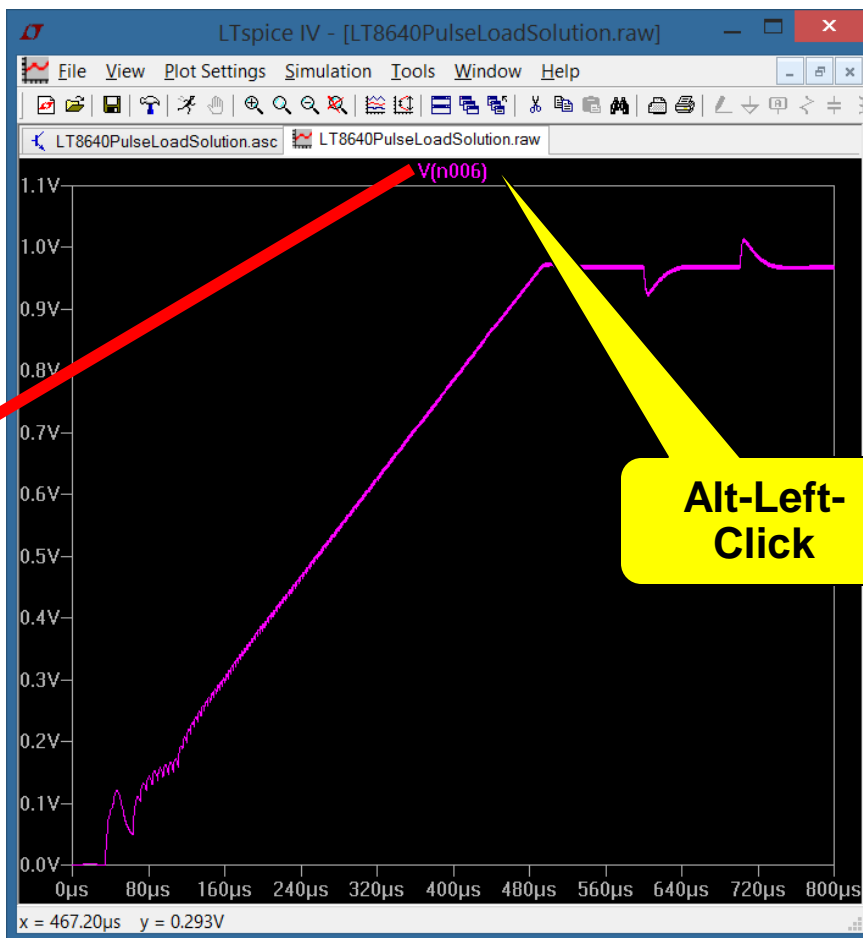 LTspice IV - [LT8640PulseLoadSolution.raw]
File View Plot Settings Simulation Tools Window Help
LT8640PulseLoadSolution.asc LT8640PulseLoadSolution.raw
V(n006)
1.1V
1.0V
0.9V
0.8V
0.7V
0.6V
0.5V
0.4V
0.3V
0.2V
0.1V
0.0V
Alt-Left-
Click
0µs 80µs 160µs 240µs 320µs 400µs 480µs 560µs 640µs 720µs 800µs
x = 467.20µs y = 0.293V